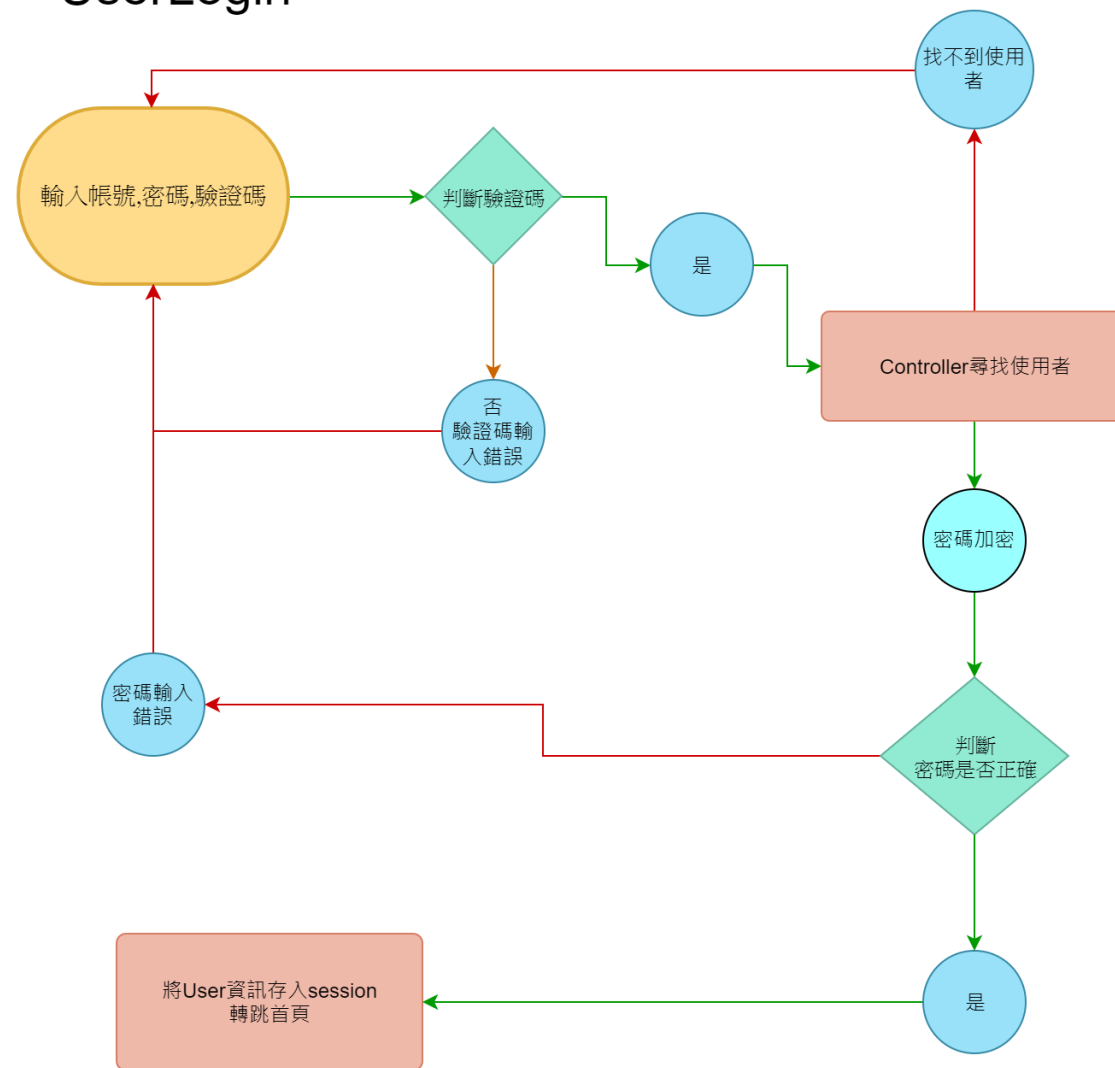 UserLogin
找不到使用
者
輸入帳號,密碼,驗證碼
判斷驗證碼
是
Controller尋找使用者
否
驗證碼輸
入錯誤
密碼加密
密碼輸入
錯誤
判斷
密碼是否正確
將User資訊存入session
轉跳首頁
是